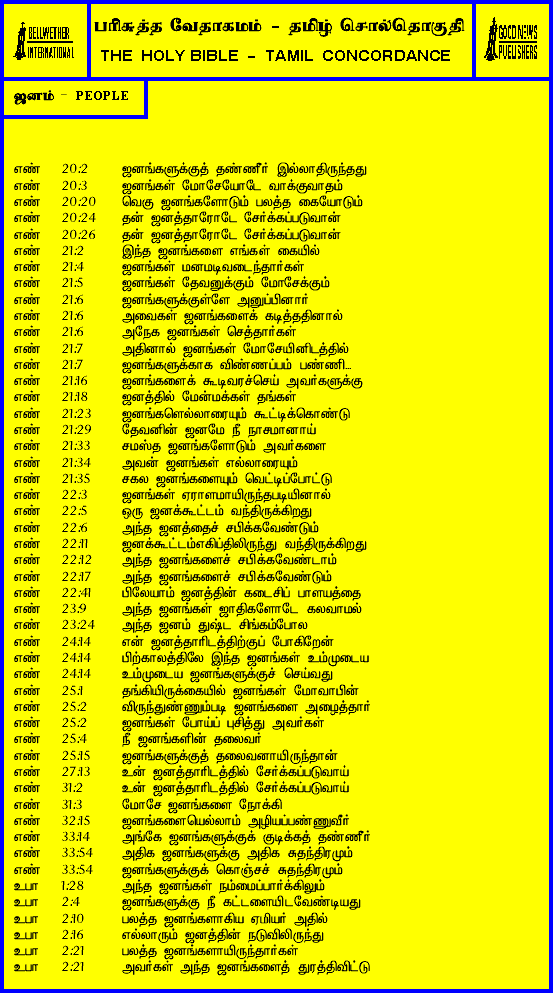 BELLWETHER
INTERNATIONAL
பரிசுத்த வேதாகமம் - தமிழ் சொல்தொகுதி
THE HOLY BIBLE - TAMIL CONCORDANCE
GOOD NEWS
PUBLISHERS
ஜனம் - PEOPLE
எண் 20:2 ஜனங்களுக்குத் தண்ணீர் இல்லாதிருந்தது
எண் 20:3 ஜனங்கள் மோசேயோடே வாக்குவாதம்
எண் 20:20 வெகு ஜனங்களோடும் பலத்த கையோடும்
எண் 20:24 தன் ஜனத்தாரோடே சேர்க்கப்படுவான்
எண் 20:26 தன் ஜனத்தாரோடே சேர்க்கப்படுவான்
எண் 21:2 இந்த ஜனங்களை எங்கள் கையில்
எண் 21:4 ஜனங்கள் மனமடிவடைந்தார்கள்
எண் 21:5 ஜனங்கள் தேவனுக்கும் மோசேக்கும்
எண் 21:6 ஜனங்களுக்குள்ளே அனுப்பினார்
எண் 21:6 அவைகள் ஜனங்களைக் கடித்ததினால்
எண் 21:6 அநேக ஜனங்கள் செத்தார்கள்
எண் 21:7 அதினால் ஜனங்கள் மோசேயினிடத்தில்
எண் 21:7 ஜனங்களுக்காக விண்ணப்பம் பண்ணி...
எண் 21:16 ஜனங்களைக் கூடிவரச்செய் அவர்களுக்கு
எண் 21:18 ஜனத்தில் மேன்மக்கள் தங்கள்
எண் 21:23 ஜனங்களெல்லாரையும் கூட்டிக்கொண்டு
எண் 21:29 தேவனின் ஜனமே நீ நாசமானாய்
எண் 21:33 சமஸ்த ஜனங்களோடும் அவர்களை
எண் 21:34 அவன் ஜனங்கள் எல்லாரையும்
எண் 21:35 சகல ஜனங்களையும் வெட்டிப்போட்டு
எண் 22:3 ஜனங்கள் ஏராளமாயிருந்தபடியினால்
எண் 22:5 ஒரு ஜனக்கூட்டம் வந்திருக்கிறது
எண் 22:6 அந்த ஜனத்தைச் சபிக்கவேண்டும்
எண் 22:11 ஜனக்கூட்டம்எகிப்திலிருந்து வந்திருக்கிறது
எண் 22:12 அந்த ஜனங்களைச் சபிக்கவேண்டாம்
எண் 22:17 அந்த ஜனங்களைச் சபிக்கவேண்டும்
எண் 22:41 பிலேயாம் ஜனத்தின் கடைசிப் பாளயத்தை
எண் 23:9 அந்த ஜனங்கள் ஜாதிகளோடே கலவாமல்
எண் 23:24 அந்த ஜனம் துஷ்ட சிங்கம்போல
எண் 24:14 என் ஜனத்தாரிடத்திற்குப் போகிறேன்
எண் 24:14 பிற்காலத்திலே இந்த ஜனங்கள் உம்முடைய
எண் 24:14 உம்முடைய ஜனங்களுக்குச் செய்வது
எண் 25:1 தங்கியிருக்கையில் ஜனங்கள் மோவாபின்
எண் 25:2 விருந்துண்ணும்படி ஜனங்களை அழைத்தார்
எண் 25:2 ஜனங்கள் போய்ப் புசித்து அவர்கள்
எண் 25:4 நீ ஜனங்களின் தலைவர்
எண் 25:15 ஜனங்களுக்குத் தலைவனாயிருந்தான்
எண் 27:13 உன் ஜனத்தாரிடத்தில் சேர்க்கப்படுவாய்
எண் 31:2 உன் ஜனத்தாரிடத்தில் சேர்க்கப்படுவாய்
எண் 31:3 மோசே ஜனங்களை நோக்கி
எண் 32:15 ஜனங்களையெல்லாம் அழியப்பண்ணுவீர்
எண் 33:14 அங்கே ஜனங்களுக்குக் குடிக்கத் தண்ணீர்
எண் 33:54 அதிக ஜனங்களுக்கு அதிக சுதந்திரமும்
எண் 33:54 ஜனங்களுக்குக் கொஞ்சச் சுதந்திரமும்
உபா 1:28 அந்த ஜனங்கள் நம்மைப்பார்க்கிலும்
உபா 2:4 ஜனங்களுக்கு நீ கட்டளையிடவேண்டியது
உபா 2:10 பலத்த ஜனங்களாகிய ஏமியர் அதில்
உபா 2:16 எல்லாரும் ஜனத்தின் நடுவிலிருந்து
உபா 2:21 பலத்த ஜனங்களாயிருந்தார்கள்
உபா 2:21 அவர்கள் அந்த ஜனங்களைத் துரத்திவிட்டு